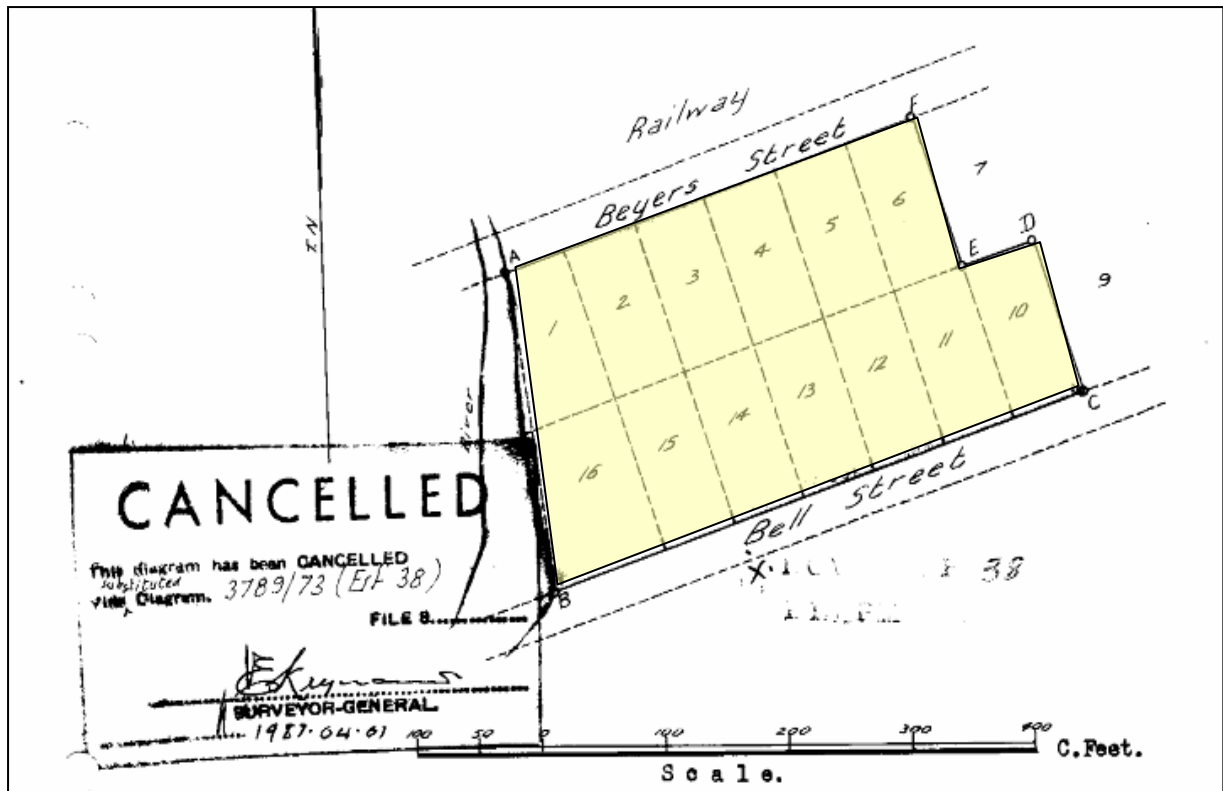 Railway
Beyers Street
F
7
T N
A
D
E
6
5
4
3
2
1
9
10
11
12
13
14
15
16
River
C
Bell Street
B
38
CANCELLED
This diagram has been CANCELLED
substituted
Diagram. 3789/73 (Erf 38)
FILE S.
SURVEYOR-GENERAL
1987-04-01
100 50 0 100 200 300 400 C.Feet.
Scale.